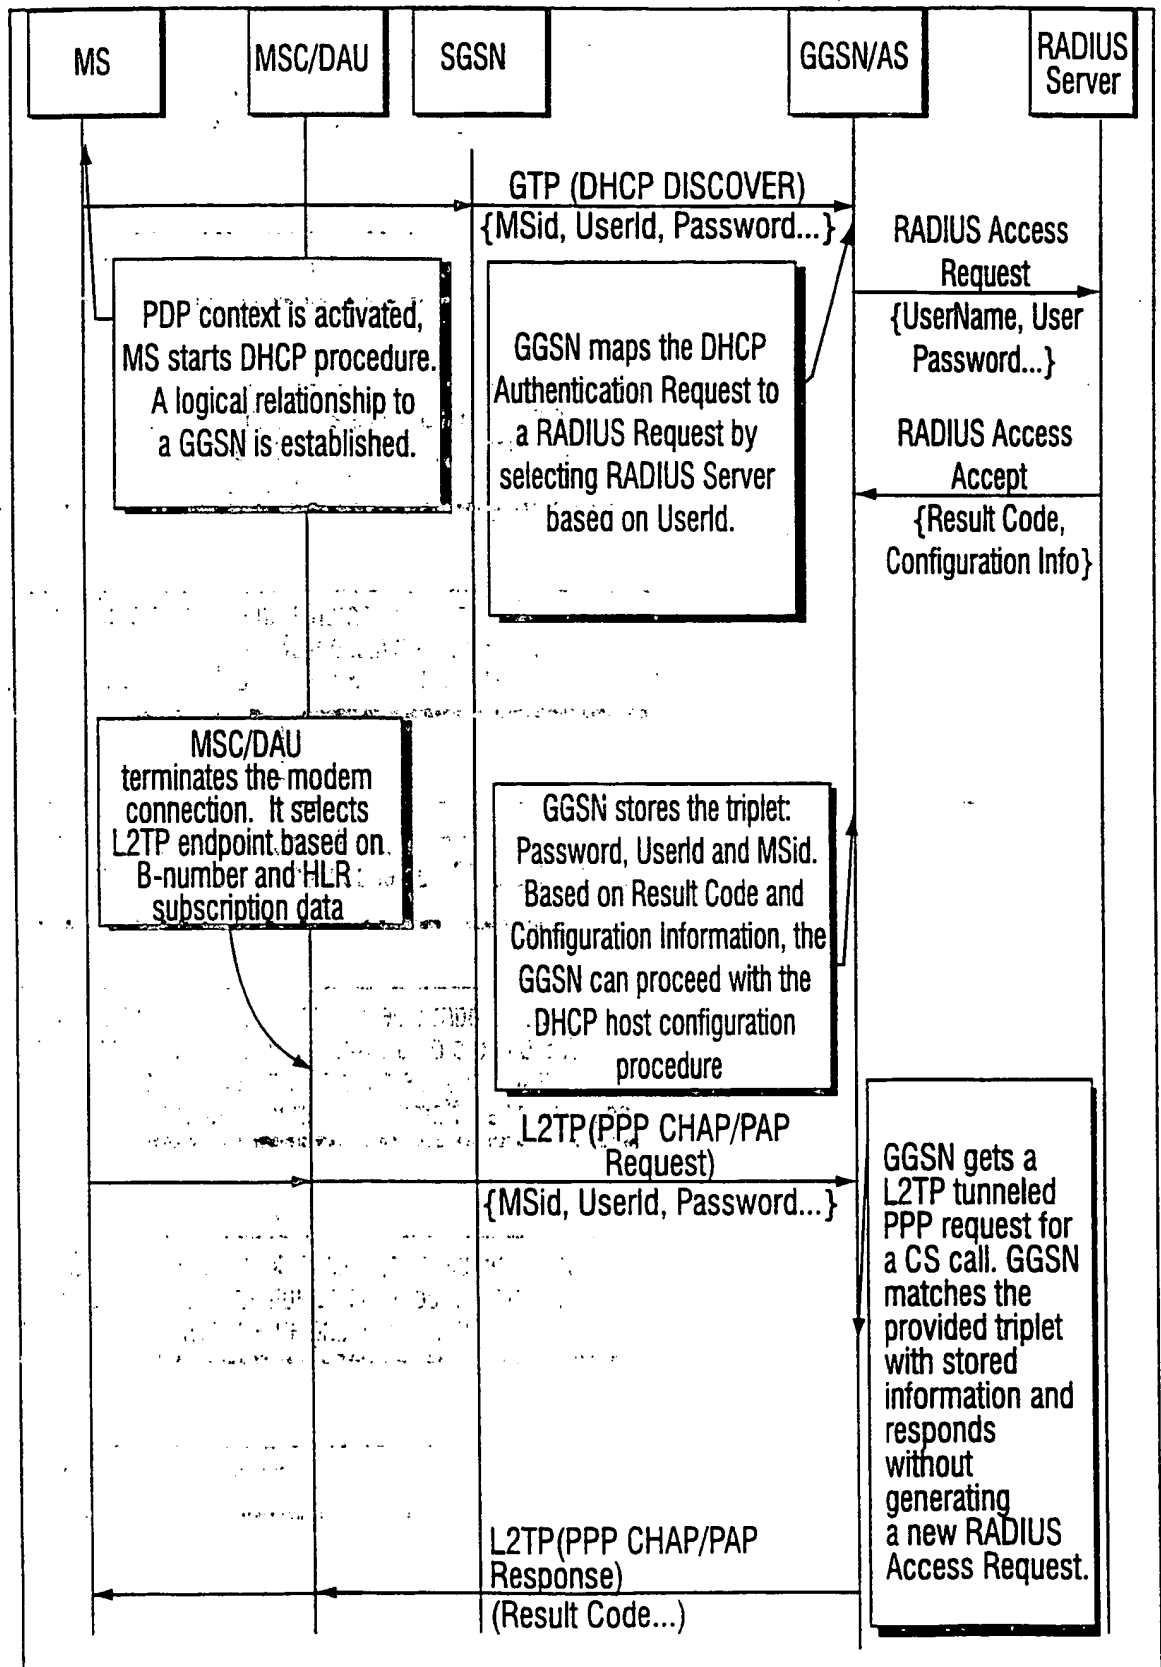 MS
MSC/DAU
SGSN
GGSN/AS
RADIUS
Server
GTP (DHCP DISCOVER)
{MSid, UserId, Password...}
RADIUS Access
Request
{UserName, User
Password...}
PDP context is activated,
MS starts DHCP procedure.
A logical relationship to
a GGSN is established.
GGSN maps the DHCP
Authentication Request to
a RADIUS Request by
selecting RADIUS Server
based on UserId.
RADIUS Access
Accept
{Result Code,
Configuration Info}
MSC/DAU
terminates the modem
connection. It selects
L2TP endpoint based on
B-number and HLR
subscription data
GGSN stores the triplet:
Password, UserId and MSid.
Based on Result Code and
Configuration Information, the
GGSN can proceed with the
DHCP host configuration
procedure
L2TP(PPP CHAP/PAP
Request)
{MSid, UserId, Password...}
GGSN gets a
L2TP tunneled
PPP request for
a CS call. GGSN
matches the
provided triplet
with stored
information and
responds
without
generating
a new RADIUS
Access Request.
L2TP(PPP CHAP/PAP
Response)
(Result Code...)